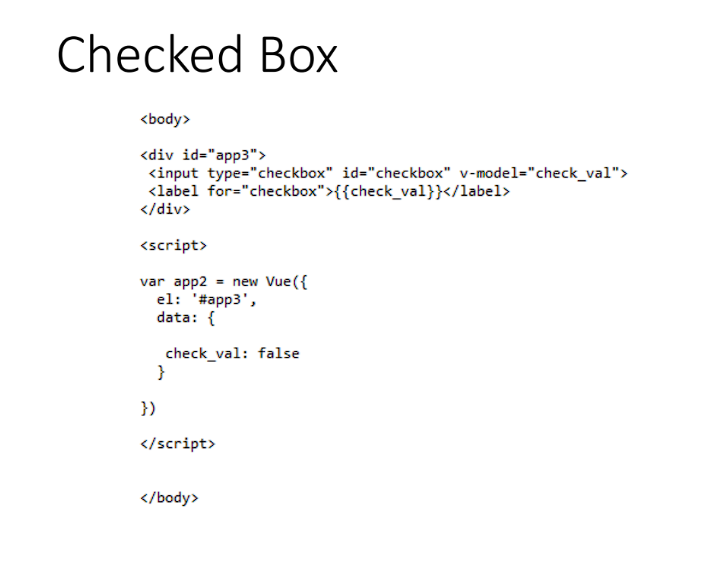 Checked Box
<body>
<div id="app3">
<input type="checkbox" id="checkbox" v-model="check_val">
<label for="checkbox">{{check_val}}</label>
</div>
<script>
var app2 = new Vue({
el: '#app3',
data: {
check_val: false
}
})
</script>
</body>